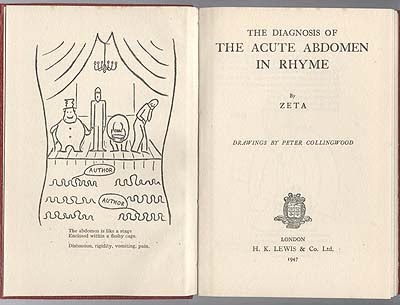 AUTHOR
AUTHOR
The abdomen is like a stage
Enclosed within a fleshy cage.
Distension, rigidity, vomiting, pain.
THE DIAGNOSIS OF
THE ACUTE ABDOMEN
IN RHYME
By
ZETA
DRAWINGS BY PETER COLLINGWOOD
LONDON
H. K. LEWIS & Co. Ltd.
1947